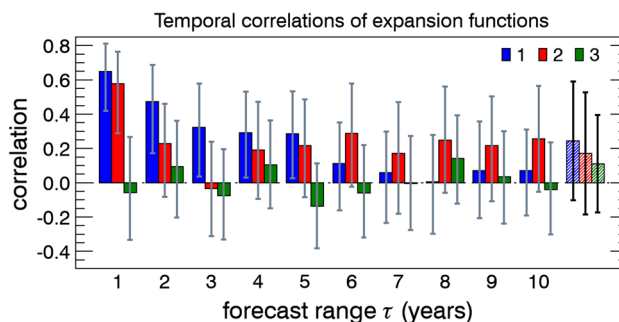 Temporal correlations of expansion functions
1 2 3
0.8
0.6
0.4
0.2
0.0
-0.2
-0.4
correlation
1 2 3 4 5 6 7 8 9 10
forecast range τ (years)